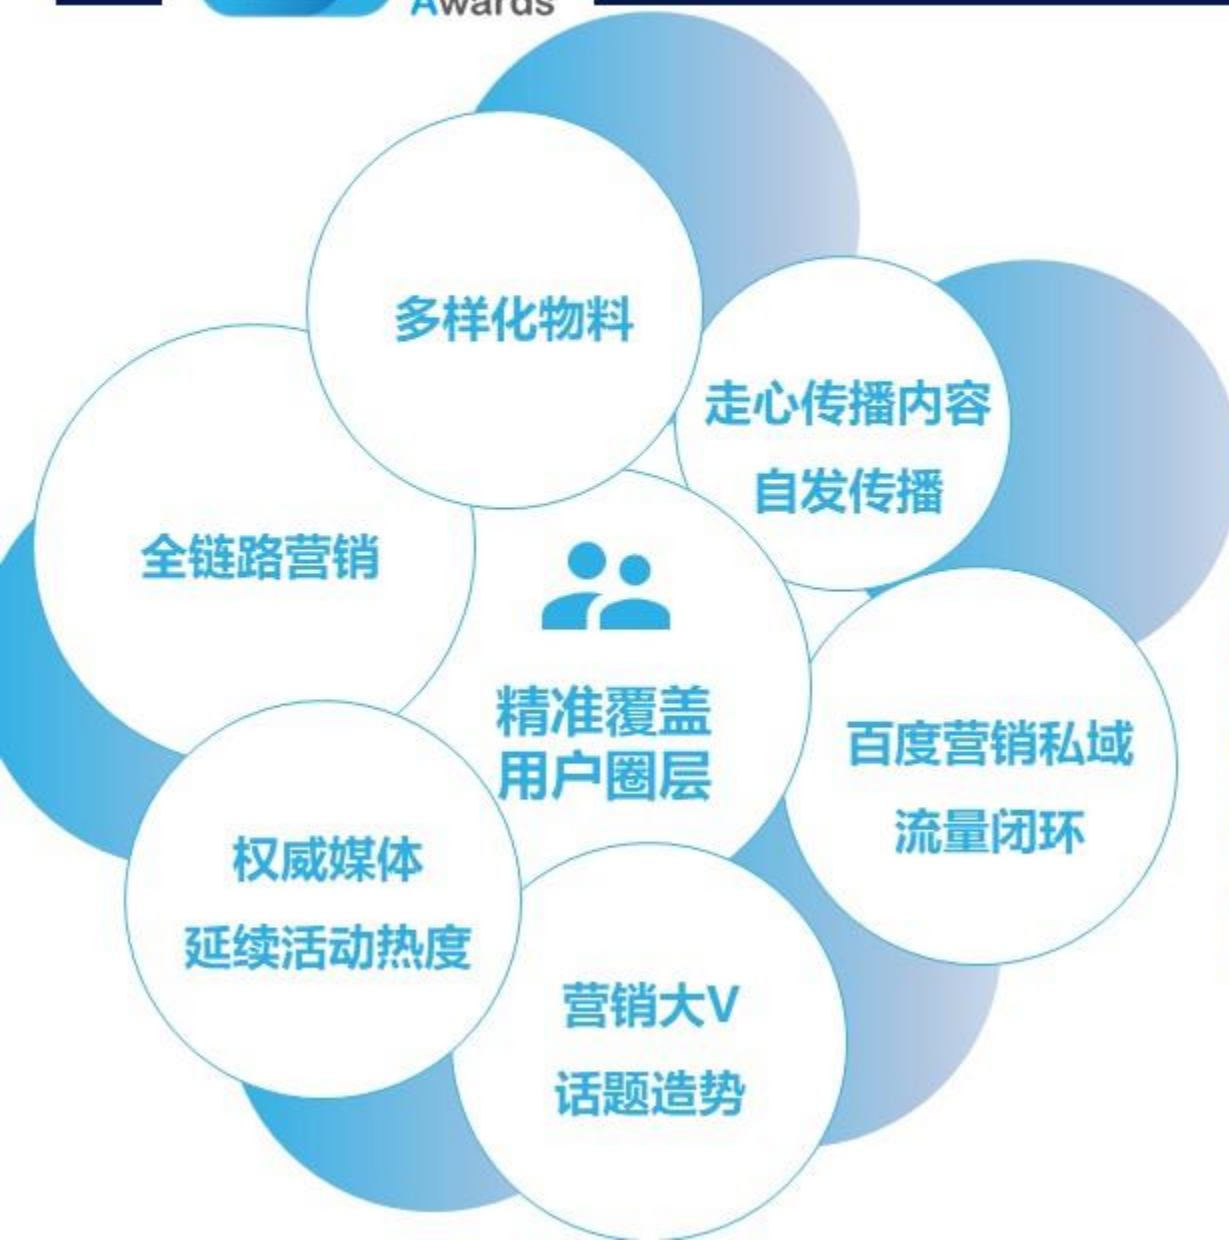 Awards
多样化物料
走心传播内容
自发传播
全链路营销
精准覆盖
用户圈层
百度营销私域
流量闭环
权威媒体
延续活动热度
营销大V
话题造势